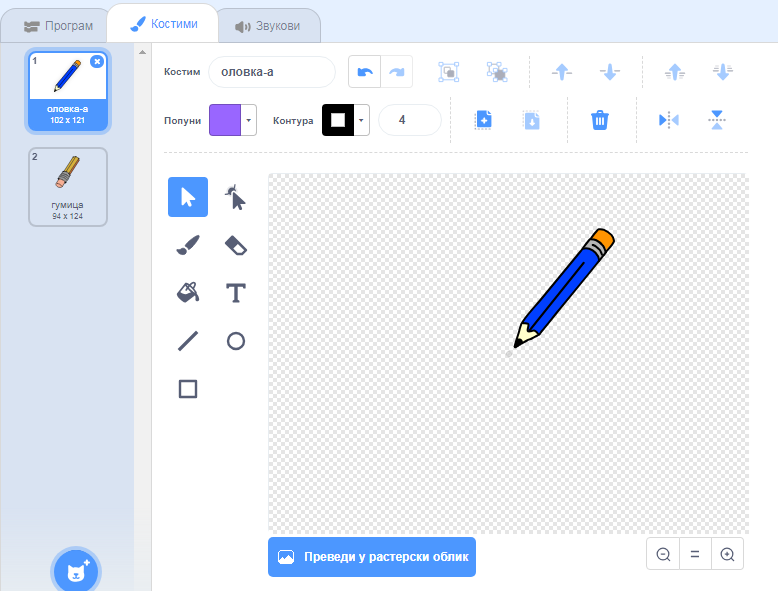 Програм
Костими
Звукови
1
оловка-а
102 x 121
2
гумица
94 x 124
Костим
оловка-а
Попуни
Контура
4
Преведи у растерски облик